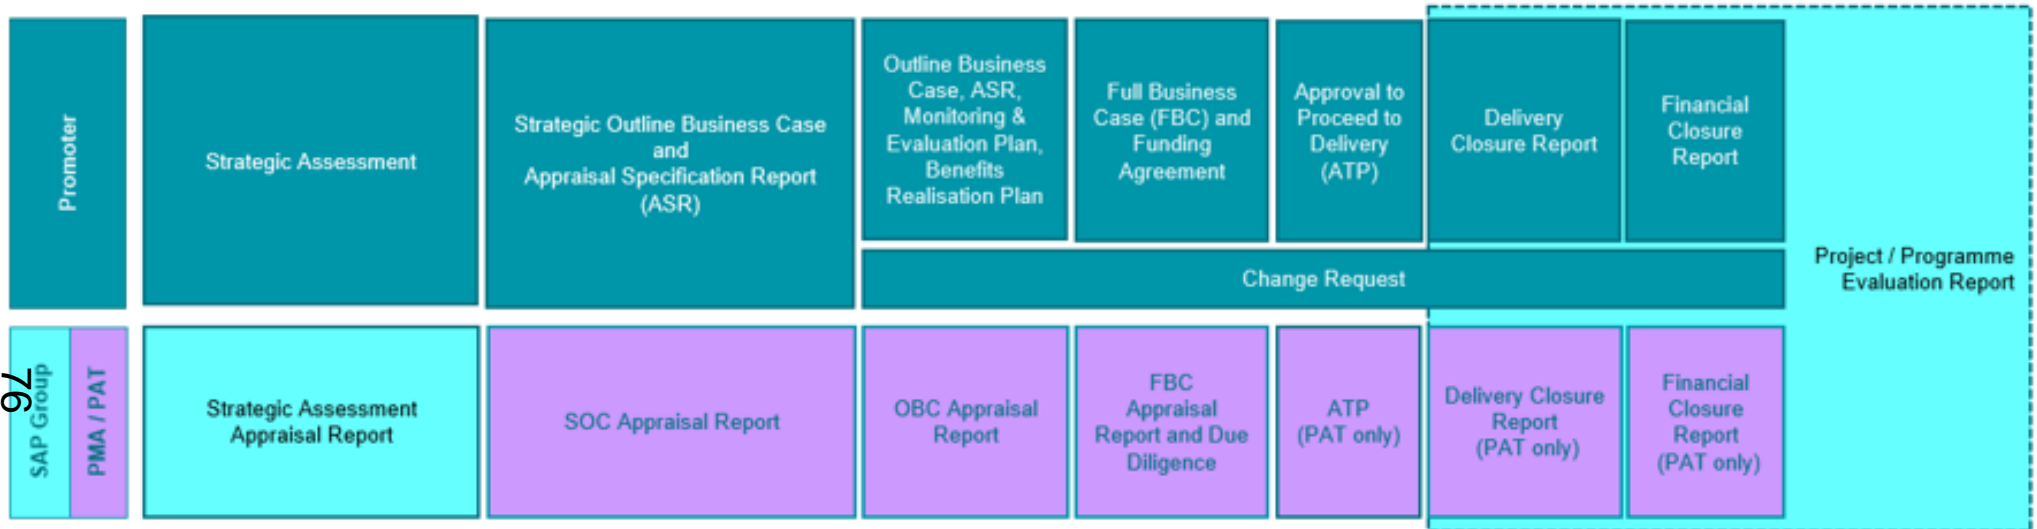 Promoter
Strategic Assessment
Strategic Outline Business Case
and
Appraisal Specification Report
(ASR)
Outline Business
Case, ASR,
Monitoring &
Evaluation Plan,
Benefits
Realisation Plan
Full Business
Case (FBC) and
Funding
Agreement
Approval to
Proceed to
Delivery
(ATP)
Delivery
Closure Report
Financial
Closure
Report
Change Request
Project / Programme
Evaluation Report
76
SAP Group
PMA / PAT
Strategic Assessment
Appraisal Report
SOC Appraisal Report
OBC Appraisal
Report
FBC
Appraisal
Report and Due
Diligence
ATP
(PAT only)
Delivery Closure
Report
(PAT only)
Financial
Closure
Report
(PAT only)